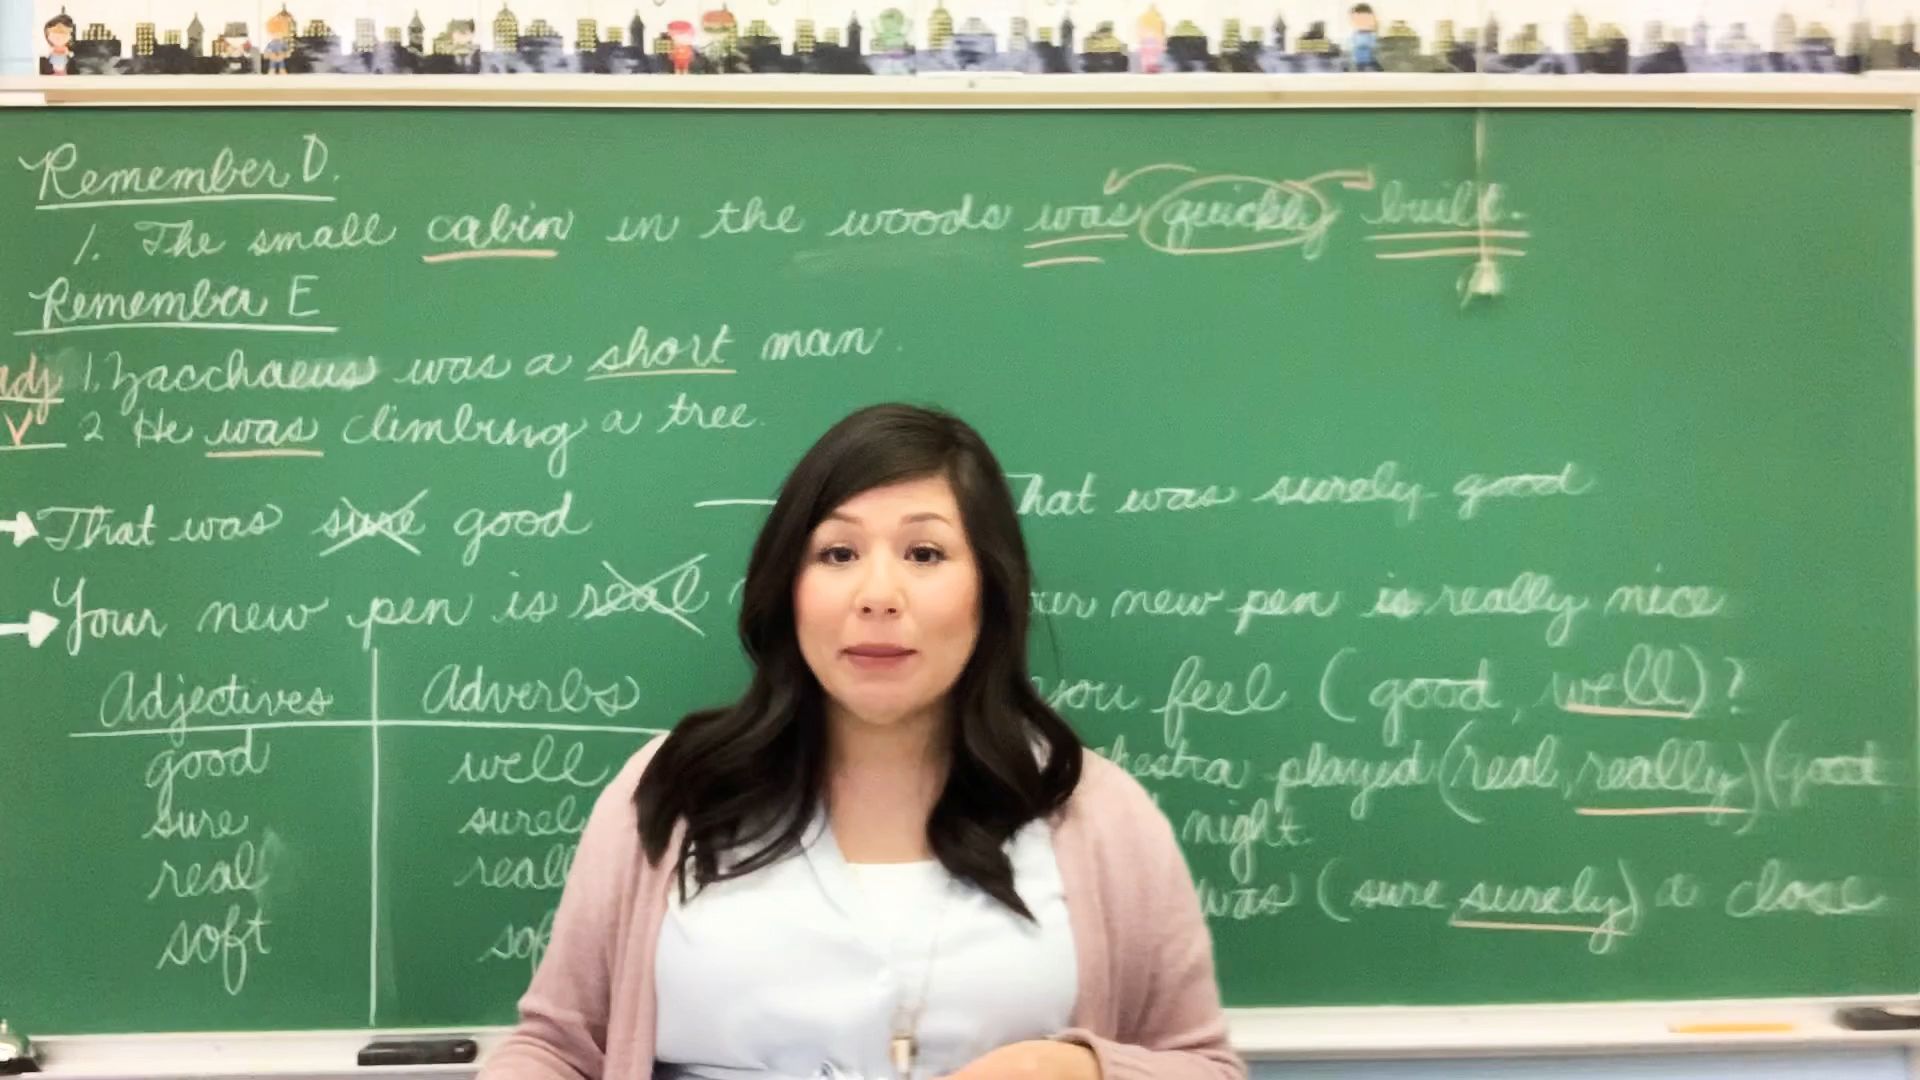 Remember D.
1. The small cabin in the woods was quickly built.
Remember E
adj 1. Zacchaeus was a short man.
V 2 He was climbing a tree.
That was sure good
That was surely good
Your new pen is real
new pen is really nice
Adjectives Adverbs
good well
sure surely
real
soft
you feel (good, well)?
played (real, really) (good
night.
was (sure surely) a close